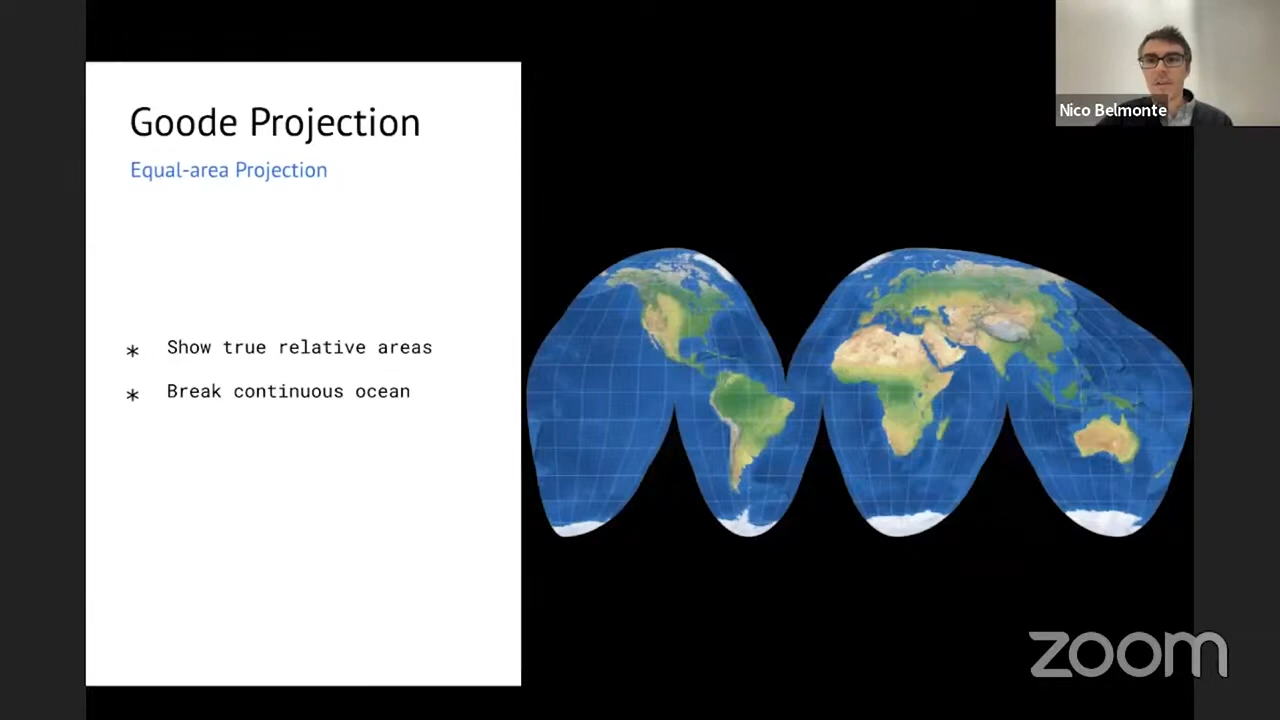 Goode Projection
Equal-area Projection
* Show true relative areas
* Break continuous ocean
Nico Belmonte
zoom